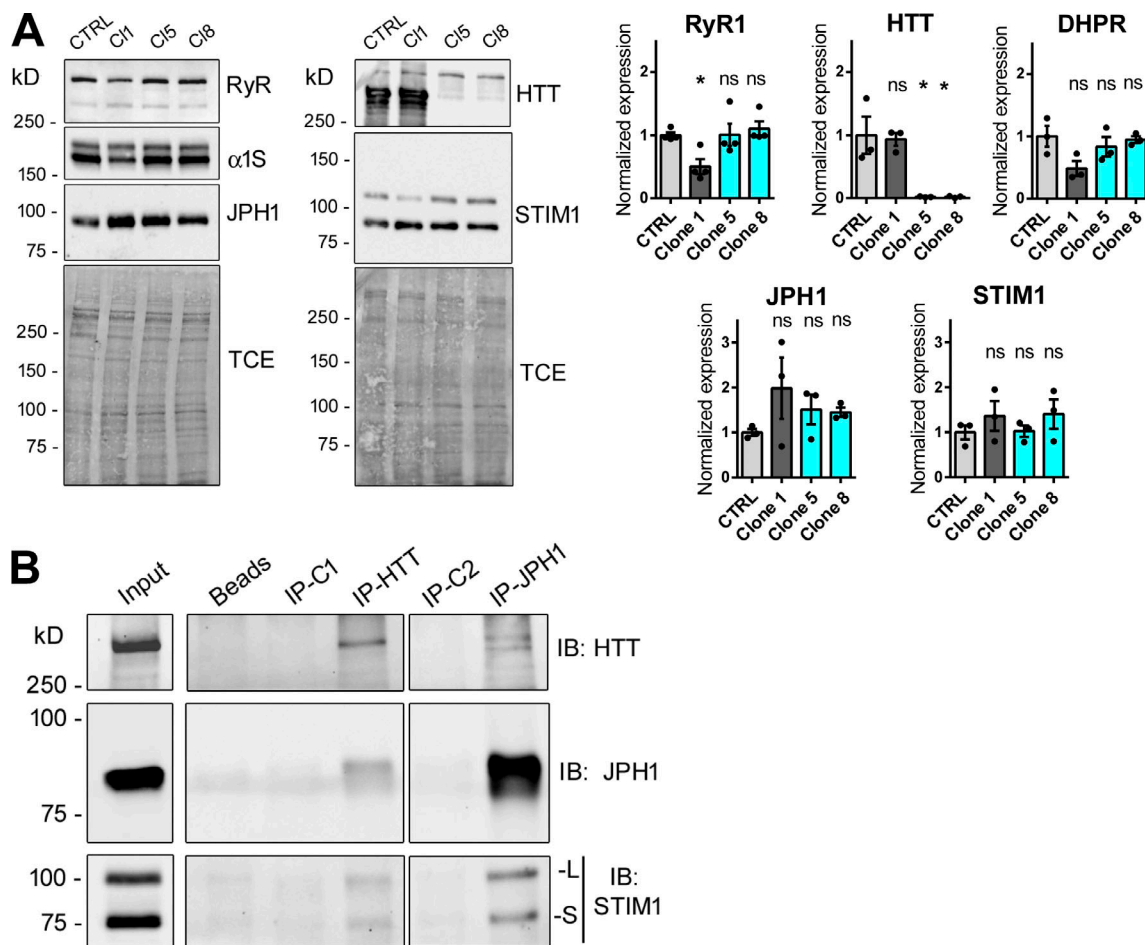 A
CTRL Cl1 Cl5 Cl8
kD
RyR
250 -
α1S
150 -
100 -
JPH1
75 -
250 -
150 -
TCE
100 -
75 -
CTRL Cl1 Cl5 Cl8
kD
HTT
250 -
150 -
100 -
STIM1
75 -
250 -
150 -
TCE
100 -
75 -
RyR1
Normalized expression
2
1
0
* ns ns
CTRL Clone 1 Clone 5 Clone 8
HTT
Normalized expression
2
1
0
ns * *
CTRL Clone 1 Clone 5 Clone 8
DHPR
Normalized expression
2
1
0
ns ns ns
CTRL Clone 1 Clone 5 Clone 8
JPH1
Normalized expression
3
2
1
0
ns ns ns
CTRL Clone 1 Clone 5 Clone 8
STIM1
Normalized expression
3
2
1
0
ns ns ns
CTRL Clone 1 Clone 5 Clone 8
B
Input Beads IP-C1 IP-HTT IP-C2 IP-JPH1
kD
IB: HTT
250 -
100 -
IB: JPH1
75 -
100 -
-L
IB:
STIM1
75 -
-S